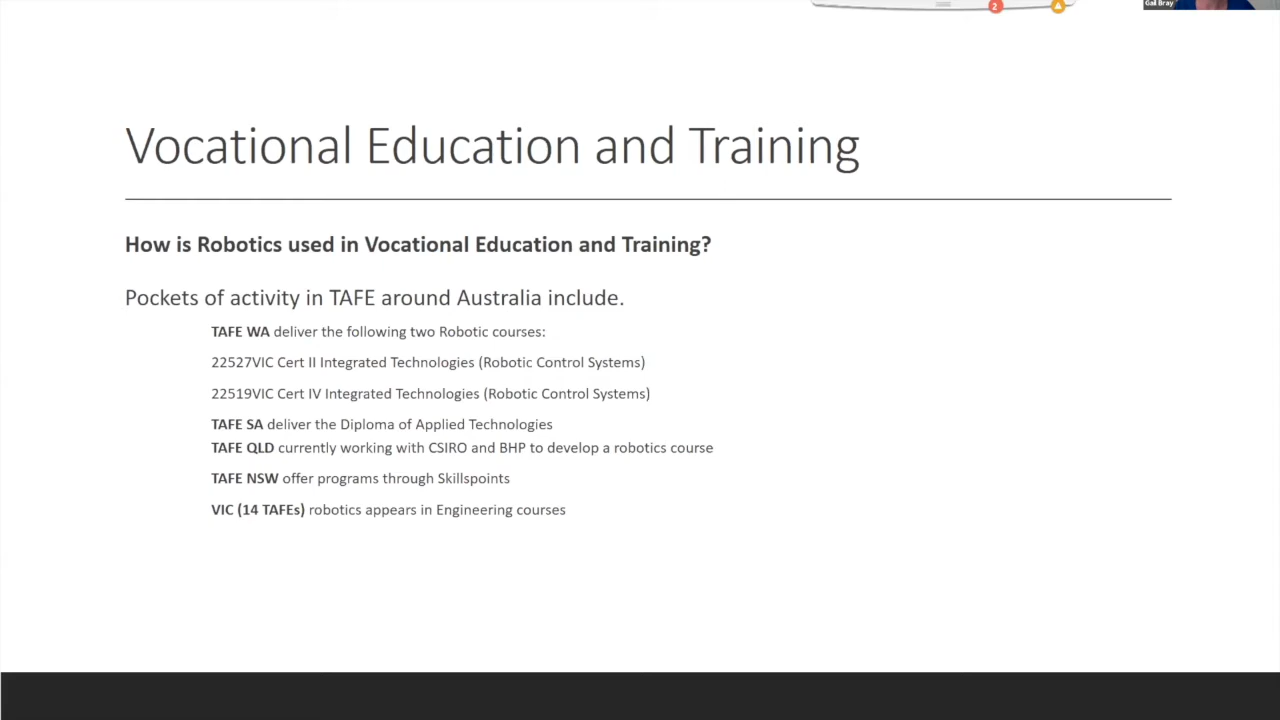 2
Gail Bray
Vocational Education and Training
How is Robotics used in Vocational Education and Training?
Pockets of activity in TAFE around Australia include.
TAFE WA deliver the following two Robotic courses:
22527VIC Cert II Integrated Technologies (Robotic Control Systems)
22519VIC Cert IV Integrated Technologies (Robotic Control Systems)
TAFE SA deliver the Diploma of Applied Technologies
TAFE QLD currently working with CSIRO and BHP to develop a robotics course
TAFE NSW offer programs through Skillspoints
VIC (14 TAFEs) robotics appears in Engineering courses